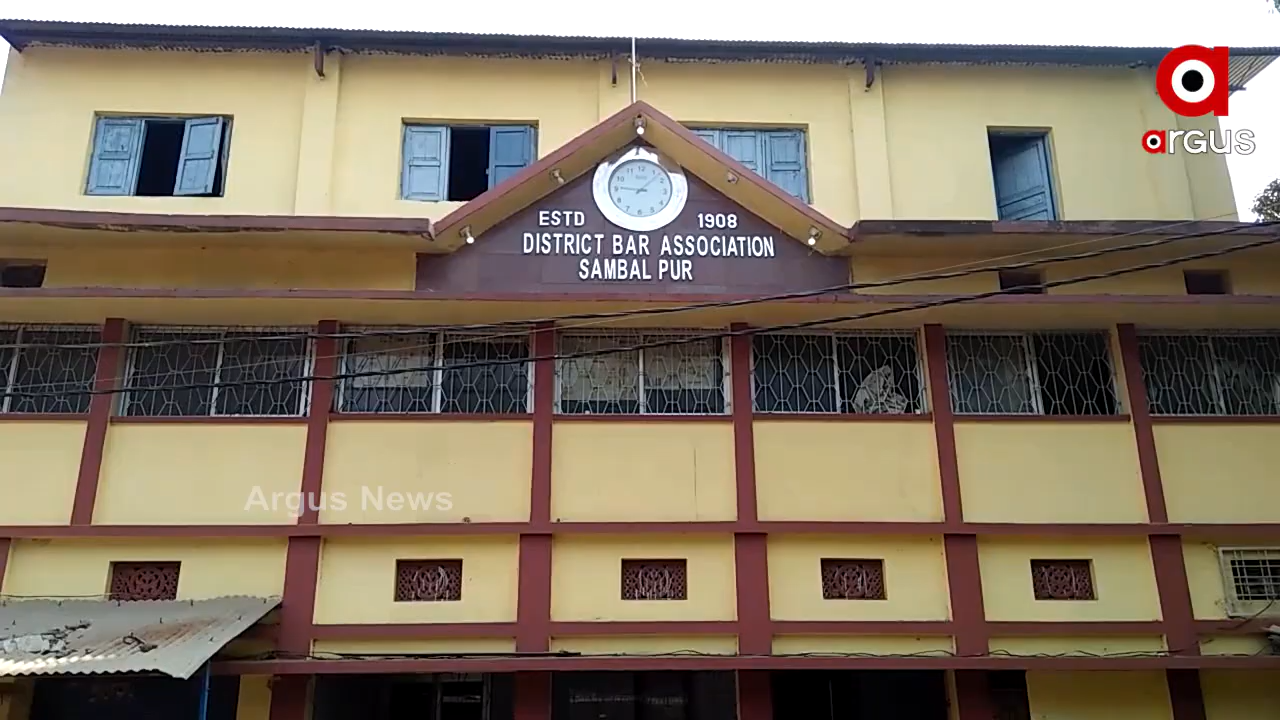 argus
ESTD 1908
DISTRICT BAR ASSOCIATION
SAMBAL PUR
Argus News